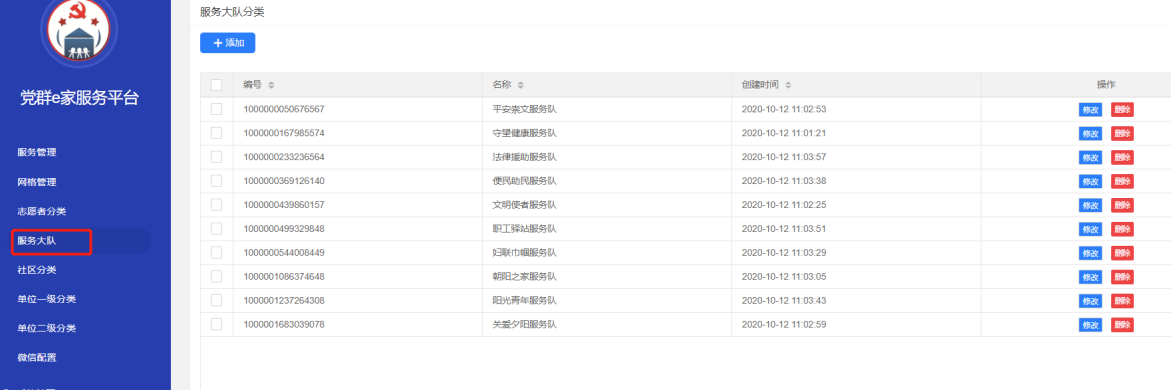 服务大队分类
+ 添加
党群e家服务平台
服务管理
网格管理
志愿者分类
服务大队
社区分类
单位一级分类
单位二级分类
微信配置
编号 名称 创建时间 操作
1000000050676567 平安崇文服务队 2020-10-12 11:02:53 修改 删除
1000000167985574 守望健康服务队 2020-10-12 11:01:21 修改 删除
1000000233236564 法律援助服务队 2020-10-12 11:03:57 修改 删除
1000000369126140 便民助民服务队 2020-10-12 11:03:38 修改 删除
1000000439860157 文明使者服务队 2020-10-12 11:02:25 修改 删除
1000000499329848 职工驿站服务队 2020-10-12 11:03:51 修改 删除
1000000544008449 妇联巾帼服务队 2020-10-12 11:03:29 修改 删除
1000001086374648 朝阳之家服务队 2020-10-12 11:03:05 修改 删除
1000001237264308 阳光青年服务队 2020-10-12 11:03:43 修改 删除
1000001683039078 关爱夕阳服务队 2020-10-12 11:02:59 修改 删除